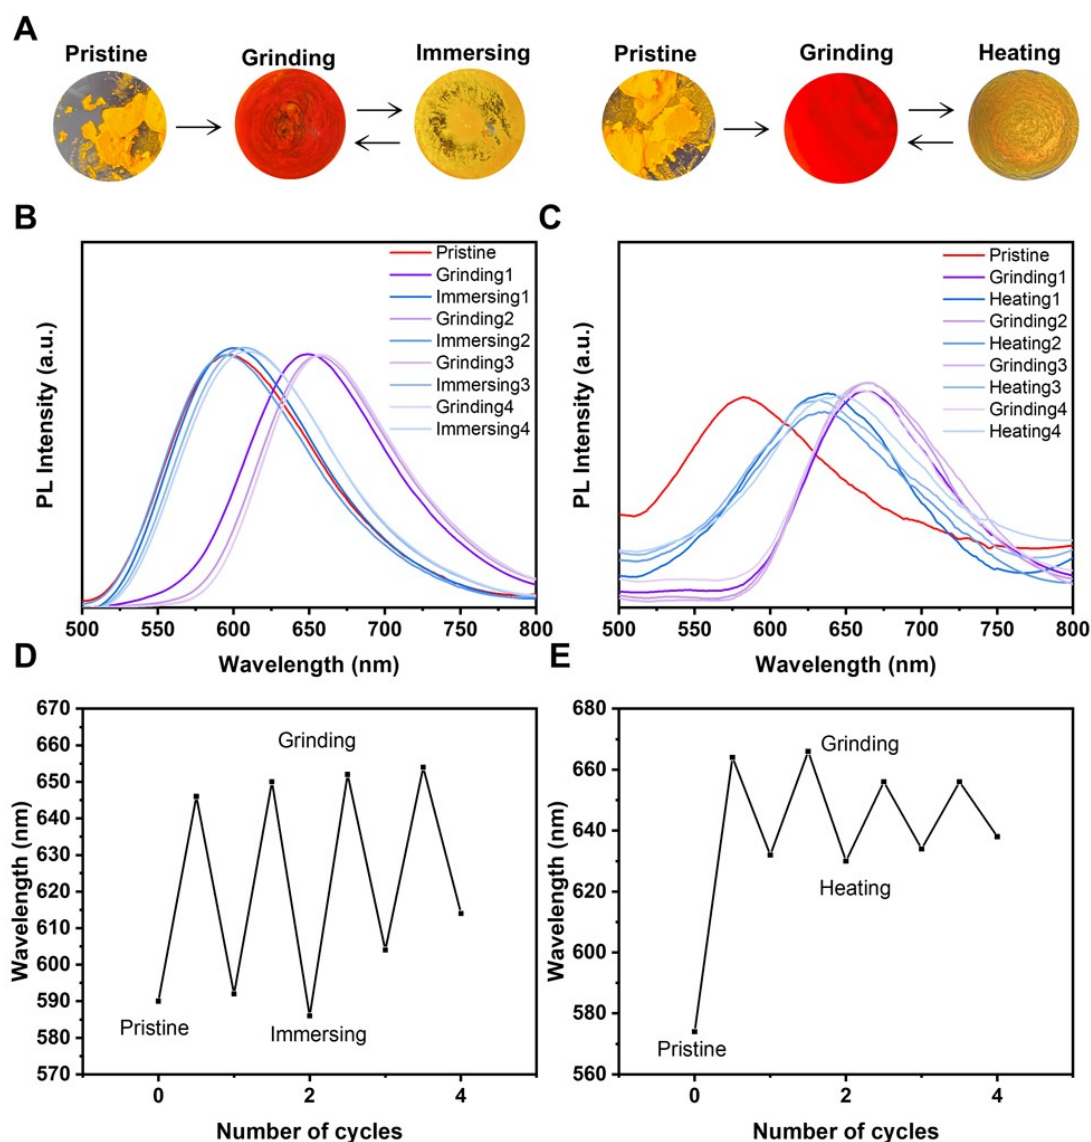 A
Pristine
Grinding
Immersing
Pristine
Grinding
Heating
B
PL Intensity (a.u.)
Pristine
Grinding1
Immersing1
Grinding2
Immersing2
Grinding3
Immersing3
Grinding4
Immersing4
500 550 600 650 700 750 800
Wavelength (nm)
C
PL Intensity (a.u.)
Pristine
Grinding1
Heating1
Grinding2
Heating2
Grinding3
Heating3
Grinding4
Heating4
500 550 600 650 700 750 800
Wavelength (nm)
D
Wavelength (nm)
670
660
650
640
630
620
610
600
590
580
570
Grinding
Pristine
Immersing
0 2 4
Number of cycles
E
Wavelength (nm)
680
660
640
620
600
580
560
Grinding
Heating
Pristine
0 2 4
Number of cycles